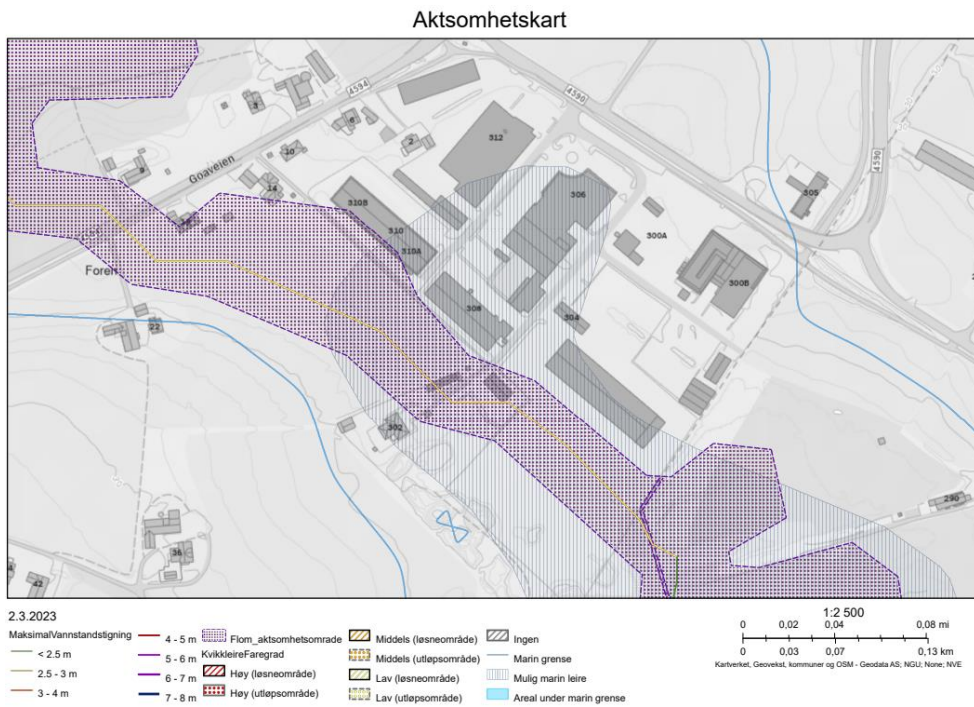 Aktsomhetskart
4594
4590
3
6
2
312
Goaveien
10
9
14
310B
310
310A
306
305
4590
300A
300B
Foren
308
304
22
302
290
36
42
2.3.2023
MaksimalVannstandstigning
< 2.5 m
2.5 - 3 m
3 - 4 m
4 - 5 m
5 - 6 m
6 - 7 m
7 - 8 m
Flom_aktsomhetsomrade
KvikkleireFaregrad
Høy (løsneområde)
Høy (utløpsområde)
Middels (løsneområde)
Middels (utløpsområde)
Lav (løsneområde)
Lav (utløpsområde)
Ingen
Marin grense
Mulig marin leire
Areal under marin grense
1:2 500
0 0,02 0,04 0,08 mi
0 0,03 0,07 0,13 km
Kartverket, Geovekst, kommuner og OSM - Geodata AS; NGU; None; NVE